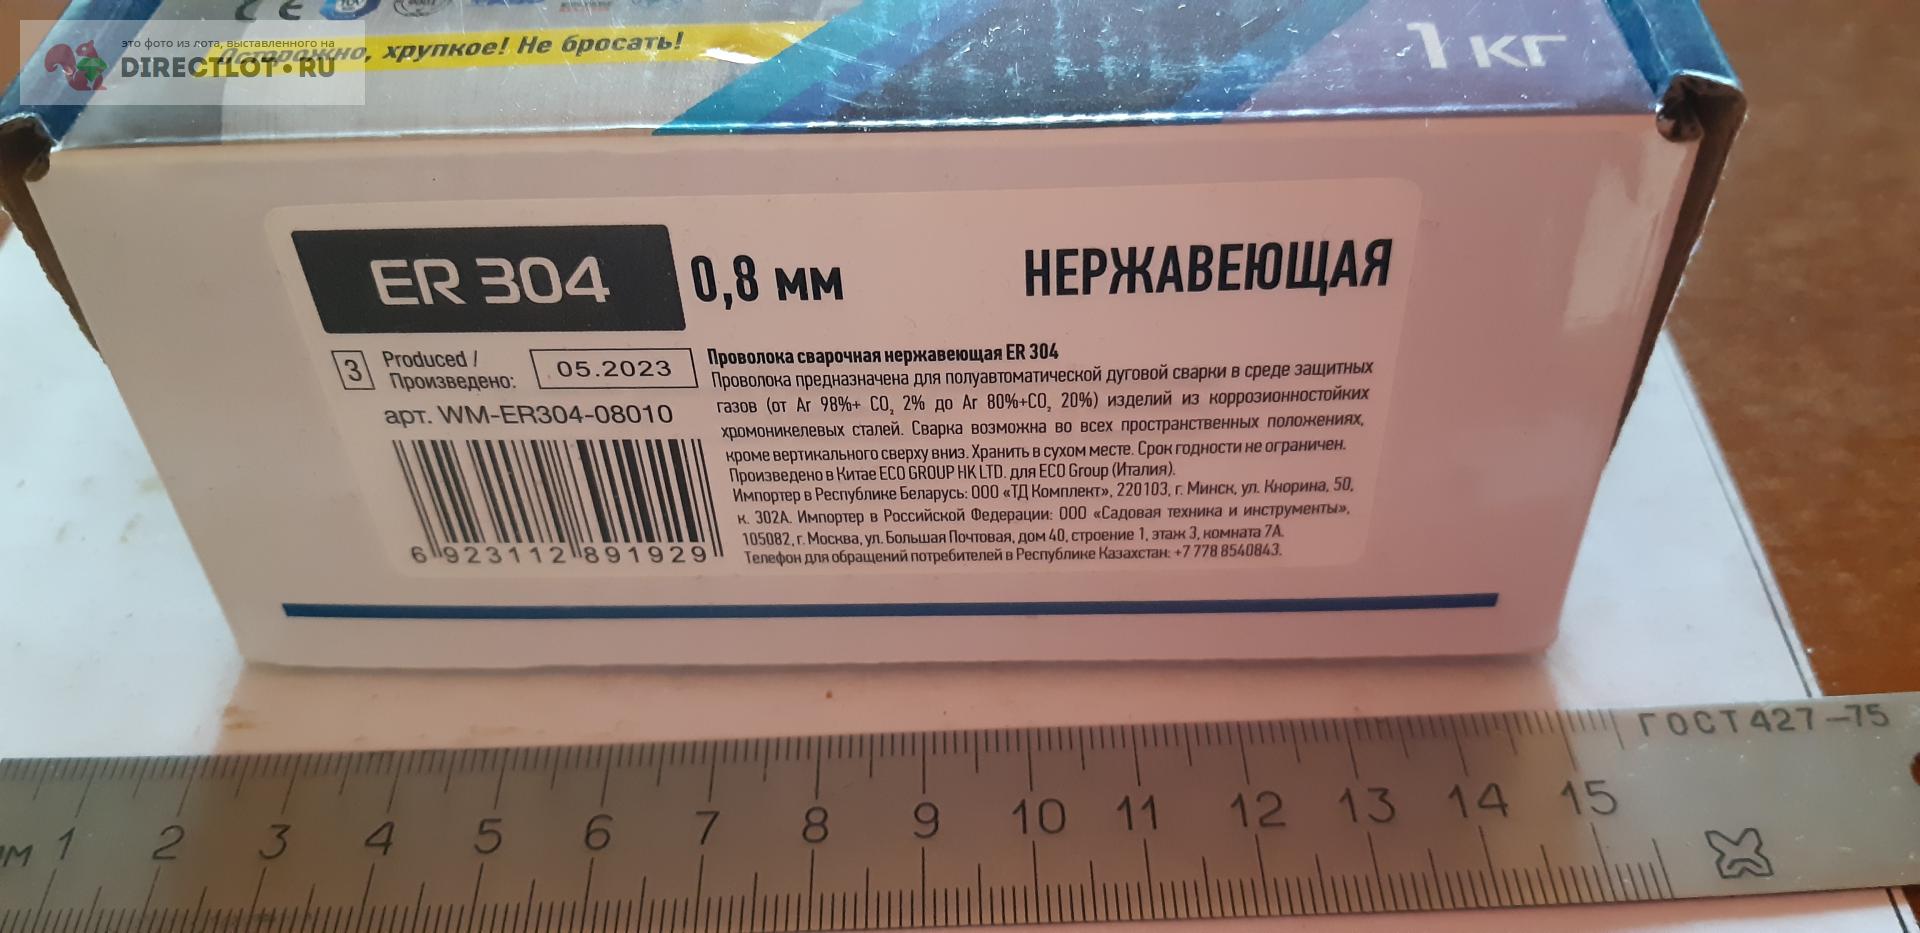 это фото из лота, выставленного на
DIRECTLOT.RU
CE
Осторожно, хрупкое! Не бросать!
1 кг
ER 304
0,8 мм
НЕРЖАВЕЮЩАЯ
3
Produced /
Произведено:
05.2023
арт. WM-ER304-08010
6 923112 891929
Проволока сварочная нержавеющая ER 304
Проволока предназначена для полуавтоматической дуговой сварки в среде защитных
газов (от Ar 98%+ CO₂ 2% до Ar 80%+CO₂ 20%) изделий из коррозионностойких
хромоникелевых сталей. Сварка возможна во всех пространственных положениях,
кроме вертикального сверху вниз. Хранить в сухом месте. Срок годности не ограничен.
Произведено в Китае ECO GROUP HK LTD. для ECO Group (Италия).
Импортер в Республике Беларусь: ООО «ТД Комплект», 220103, г. Минск, ул. Кнорина, 50,
к. 302А. Импортер в Российской Федерации: ООО «Садовая техника и инструменты»,
105082, г. Москва, ул. Большая Почтовая, дом 40, строение 1, этаж 3, комната 7А.
Телефон для обращений потребителей в Республике Казахстан: +7 778 8540843.
ГОСТ 427-75
1 2 3 4 5 6 7 8 9 10 11 12 13 14 15